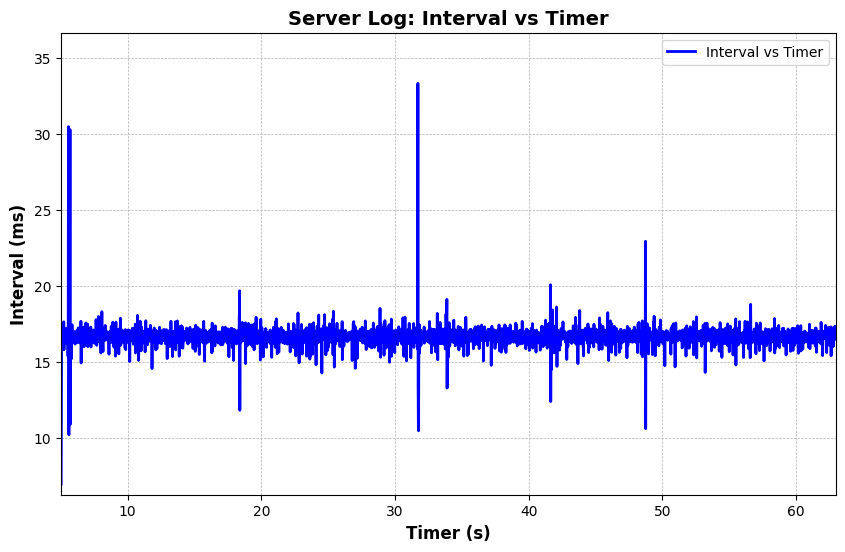 Server Log: Interval vs Timer
Interval vs Timer
35
30
25
20
15
10
Interval (ms)
10 20 30 40 50 60
Timer (s)